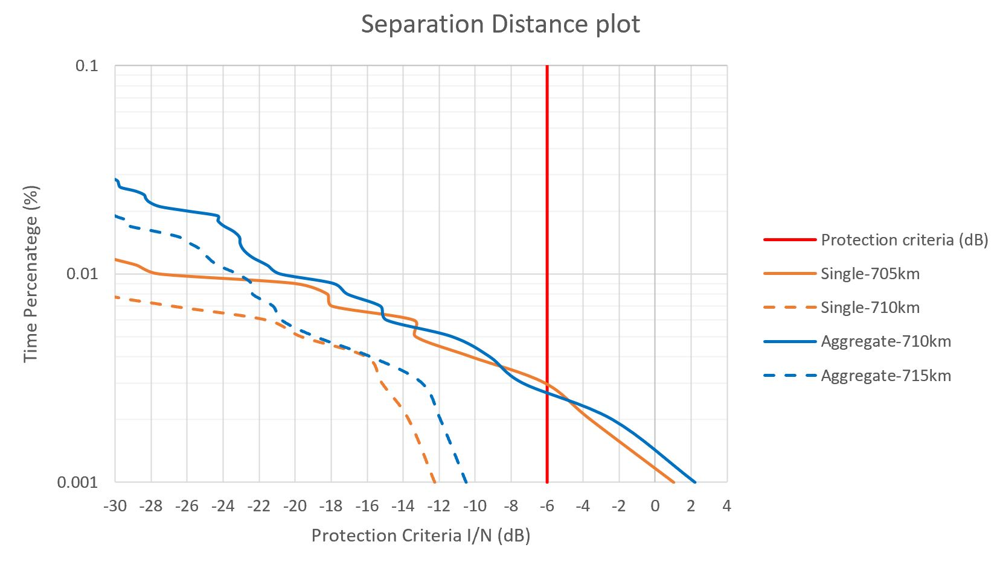 Separation Distance plot
0.1
0.01
0.001
Time Percenatege (%)
-30 -28 -26 -24 -22 -20 -18 -16 -14 -12 -10 -8 -6 -4 -2 0 2 4
Protection Criteria I/N (dB)
Protection criteria (dB)
Single-705km
Single-710km
Aggregate-710km
Aggregate-715km